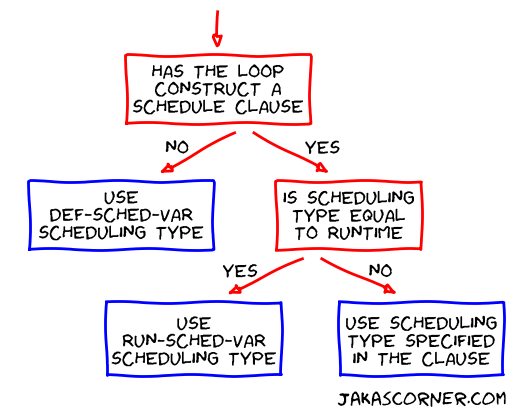 HAS THE LOOP
CONSTRUCT A
SCHEDULE CLAUSE
NO
YES
USE
DEF-SCHED-VAR
SCHEDULING TYPE
IS SCHEDULING
TYPE EQUAL
TO RUNTIME
YES
NO
USE
RUN-SCHED-VAR
SCHEDULING TYPE
USE SCHEDULING
TYPE SPECIFIED
IN THE CLAUSE
JAKASCORNER.COM